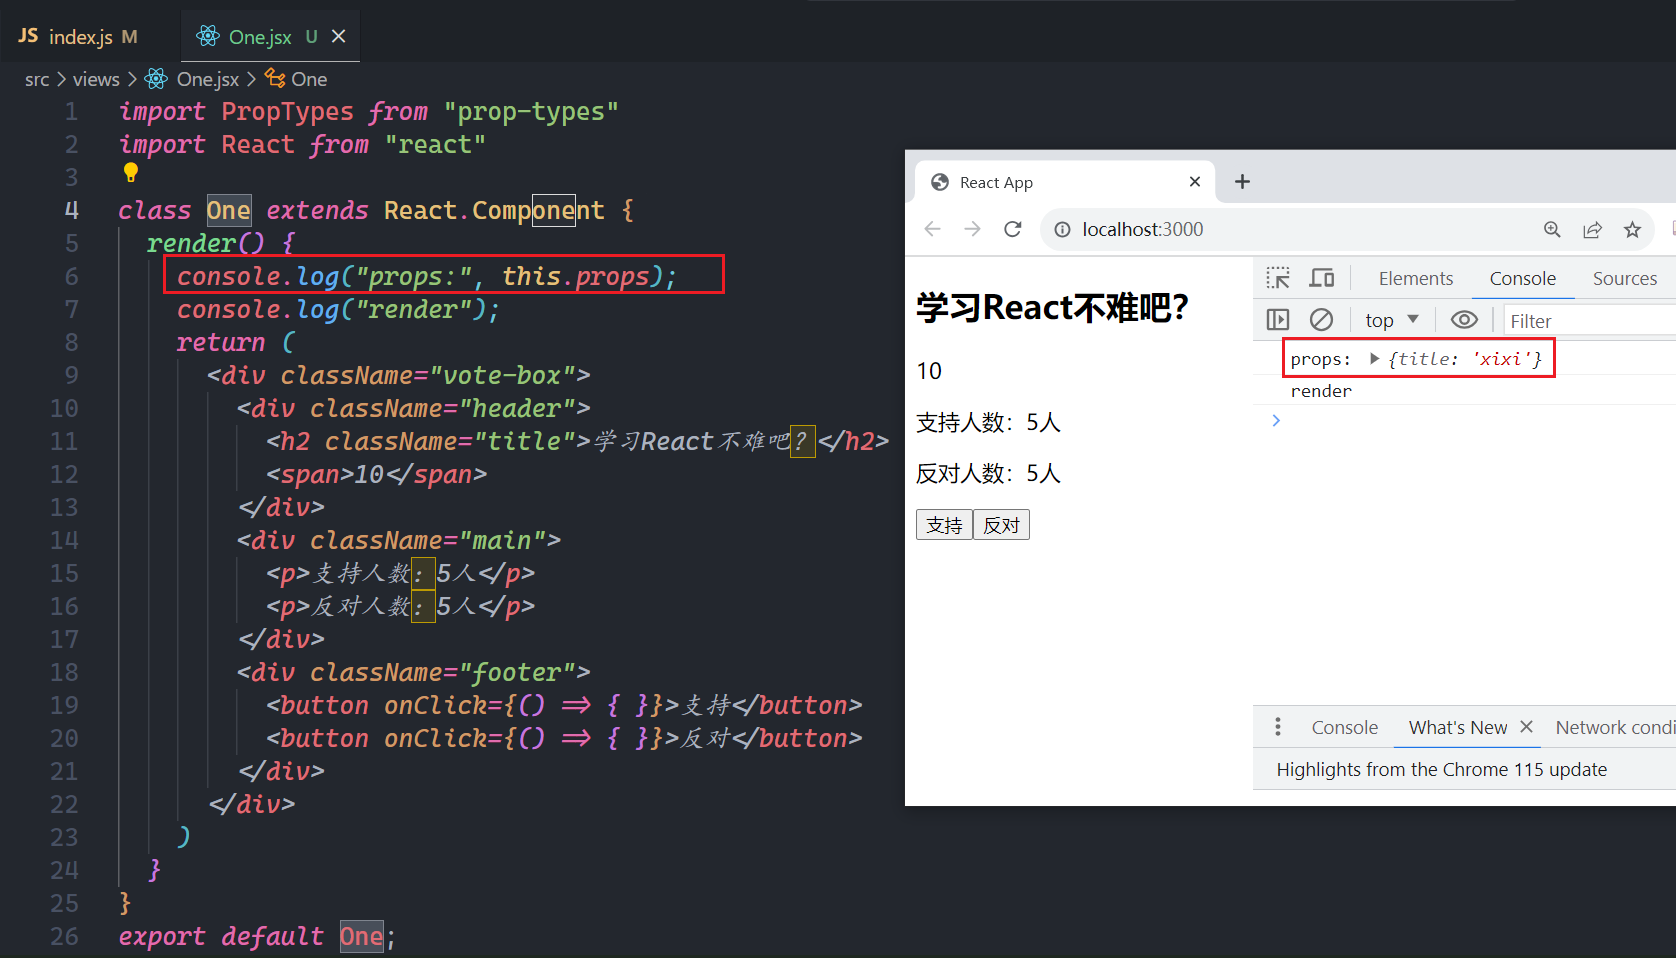 JS index.js M
One.jsx U
src > views > One.jsx > One
1 import PropTypes from "prop-types"
2 import React from "react"
3
4 class One extends React.Component {
5 render() {
6 console.log("props:", this.props);
7 console.log("render");
8 return (
9 <div className="vote-box">
10 <div className="header">
11 <h2 className="title">学习React不难吧？</h2>
12 <span>10</span>
13 </div>
14 <div className="main">
15 <p>支持人数：5人</p>
16 <p>反对人数：5人</p>
17 </div>
18 <div className="footer">
19 <button onClick={() => { }}>支持</button>
20 <button onClick={() => { }}>反对</button>
21 </div>
22 </div>
23 )
24 }
25 }
26 export default One;
React App
localhost:3000
学习React不难吧？
10
支持人数：5人
反对人数：5人
支持 反对
Elements Console Sources
top Filter
props: {title: 'xixi'}
render
Console What's New Network condi
Highlights from the Chrome 115 update